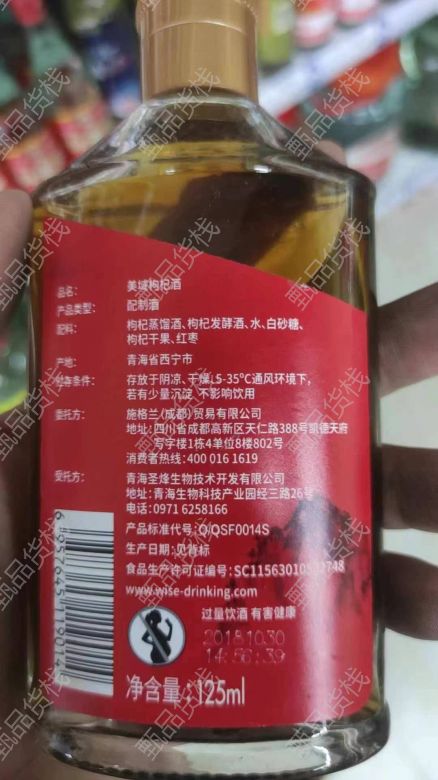 品名： 美域枸杞酒
产品类型： 配制酒
配料： 枸杞蒸馏酒、枸杞发酵酒、水、白砂糖、
枸杞干果、红枣
产地： 青海省西宁市
贮存条件： 存放于阴凉、干燥、5-35℃通风环境下，
若有少量沉淀，不影响饮用
委托方： 施格兰(成都)贸易有限公司
地址：四川省成都高新区天仁路388号凯德天府
写字楼1栋4单位8楼802号
消费者热线：400 016 1619
受托方： 青海圣烽生物技术开发有限公司
地址：青海生物科技产业园经三路26号
电话：0971 6258166
产品标准代号：Q/QSF0014S
生产日期：见首标
食品生产许可证编号：
www.wise-drinking.com
过量饮酒 有害健康
2018.10.30
14:56:39
净含量：125ml
甄品货栈